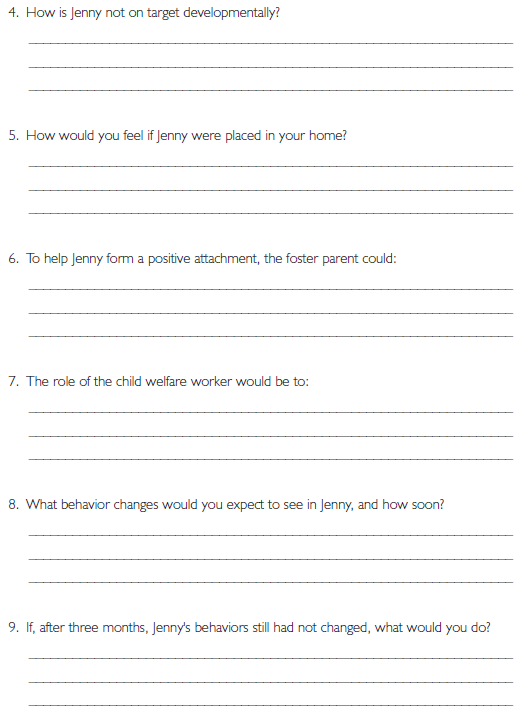 4. How is Jenny not on target developmentally?
5. How would you feel if Jenny were placed in your home?
6. To help Jenny form a positive attachment, the foster parent could:
7. The role of the child welfare worker would be to:
8. What behavior changes would you expect to see in Jenny, and how soon?
9. If, after three months, Jenny's behaviors still had not changed, what would you do?